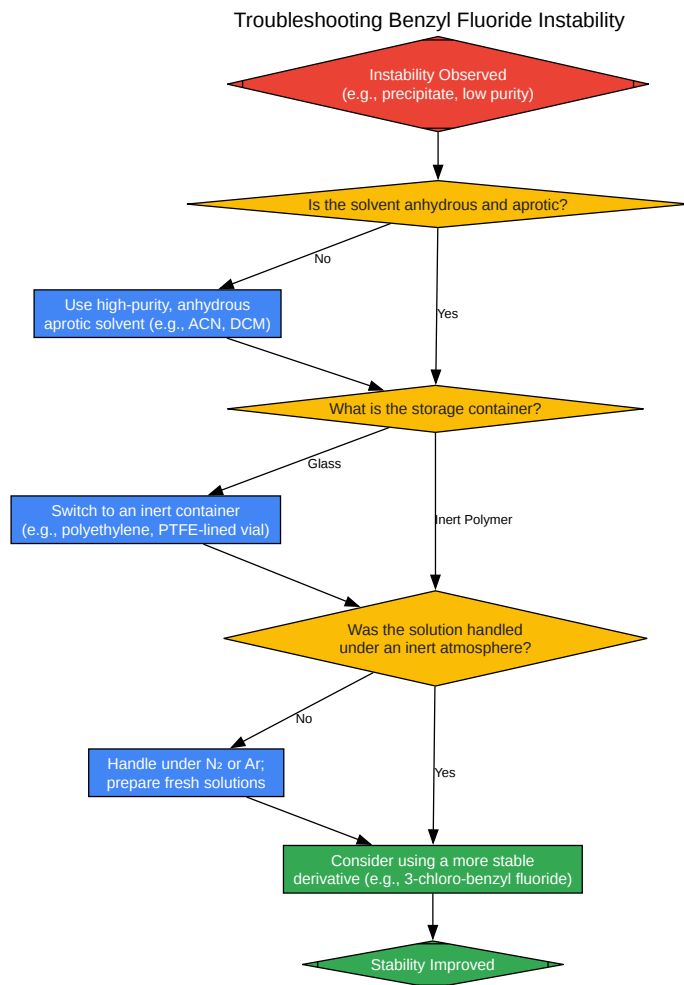 Troubleshooting Benzyl Fluoride Instability
Instability Observed
(e.g., precipitate, low purity)
Is the solvent anhydrous and aprotic?
No
Use high-purity, anhydrous
aprotic solvent (e.g., ACN, DCM)
Yes
What is the storage container?
Glass
Switch to an inert container
(e.g., polyethylene, PTFE-lined vial)
Inert Polymer
Was the solution handled
under an inert atmosphere?
No
Handle under N₂ or Ar;
prepare fresh solutions
Yes
Consider using a more stable
derivative (e.g., 3-chloro-benzyl fluoride)
Stability Improved